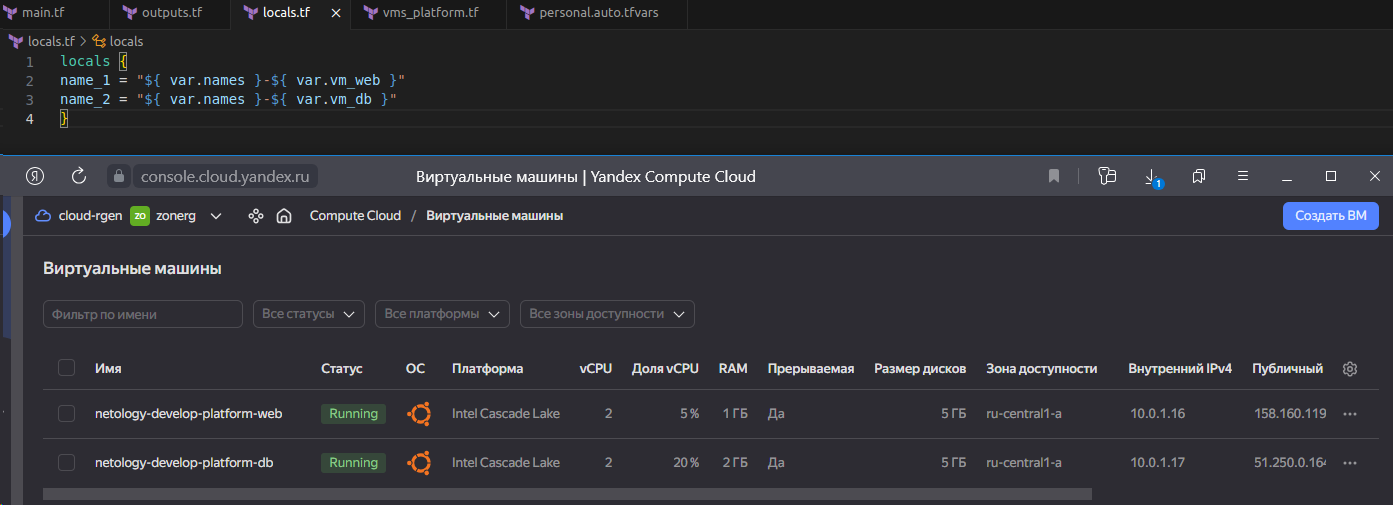 main.tf outputs.tf locals.tf vms_platform.tf personal.auto.tfvars
locals.tf > locals
1 locals {
2 name_1 = "${ var.names }-${ var.vm_web }"
3 name_2 = "${ var.names }-${ var.vm_db }"
4 }
Я console.cloud.yandex.ru Виртуальные машины | Yandex Compute Cloud 1
cloud-rgen zo zonerg Compute Cloud / Виртуальные машины Создать ВМ
Виртуальные машины
Фильтр по имени Все статусы Все платформы Все зоны доступности
Имя Статус ОС Платформа vCPU Доля vCPU RAM Прерываемая Размер дисков Зона доступности Внутренний IPv4 Публичный
netology-develop-platform-web Running Intel Cascade Lake 2 5 % 1 ГБ Да 5 ГБ ru-central1-a 10.0.1.16 158.160.119
netology-develop-platform-db Running Intel Cascade Lake 2 20 % 2 ГБ Да 5 ГБ ru-central1-a 10.0.1.17 51.250.0.164